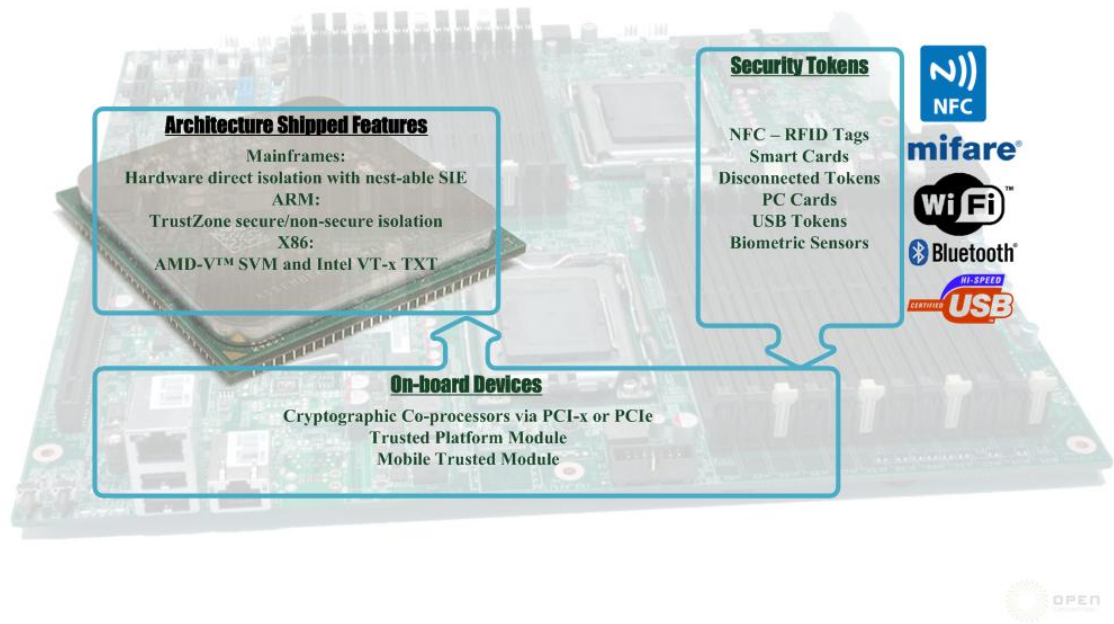 Architecture Shipped Features
Mainframes:
Hardware direct isolation with nest-able SIE
ARM:
TrustZone secure/non-secure isolation
X86:
AMD-V™ SVM and Intel VT-x TXT
Security Tokens
NFC – RFID Tags
Smart Cards
Disconnected Tokens
PC Cards
USB Tokens
Biometric Sensors
NFC
mifare®
Wi Fi™
Bluetooth®
HI-SPEED
CERTIFIED USB™
On-board Devices
Cryptographic Co-processors via PCI-x or PCIe
Trusted Platform Module
Mobile Trusted Module
OPEN